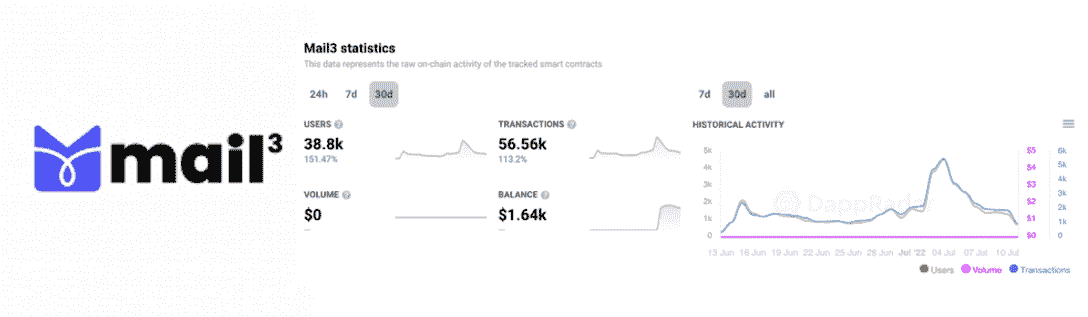 mail3
Mail3 statistics
This data represents the raw on-chain activity of the tracked smart contracts
24h 7d 30d
USERS ?
38.8k
151.47%
TRANSACTIONS ?
56.56k
113.2%
VOLUME ?
$0
BALANCE ?
$1.64k
7d 30d all
HISTORICAL ACTIVITY
5k $5 6k
4k $4 5k
3k $3 4k
2k $2 3k
1k $1 2k
0 $0 1k
0
DappRadar
13 Jun 16 Jun 19 Jun 22 Jun 25 Jun 28 Jun Jul '22 04 Jul 07 Jul 10 Jul
Users Volume Transactions